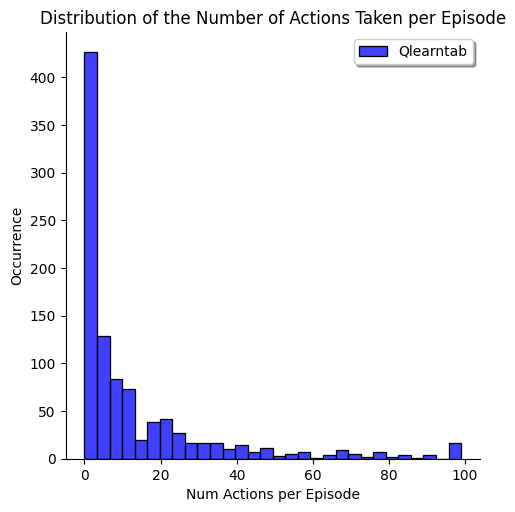 Distribution of the Number of Actions Taken per Episode
Qlearntab
400
350
300
250
200
150
100
50
0
Occurrence
0 20 40 60 80 100
Num Actions per Episode